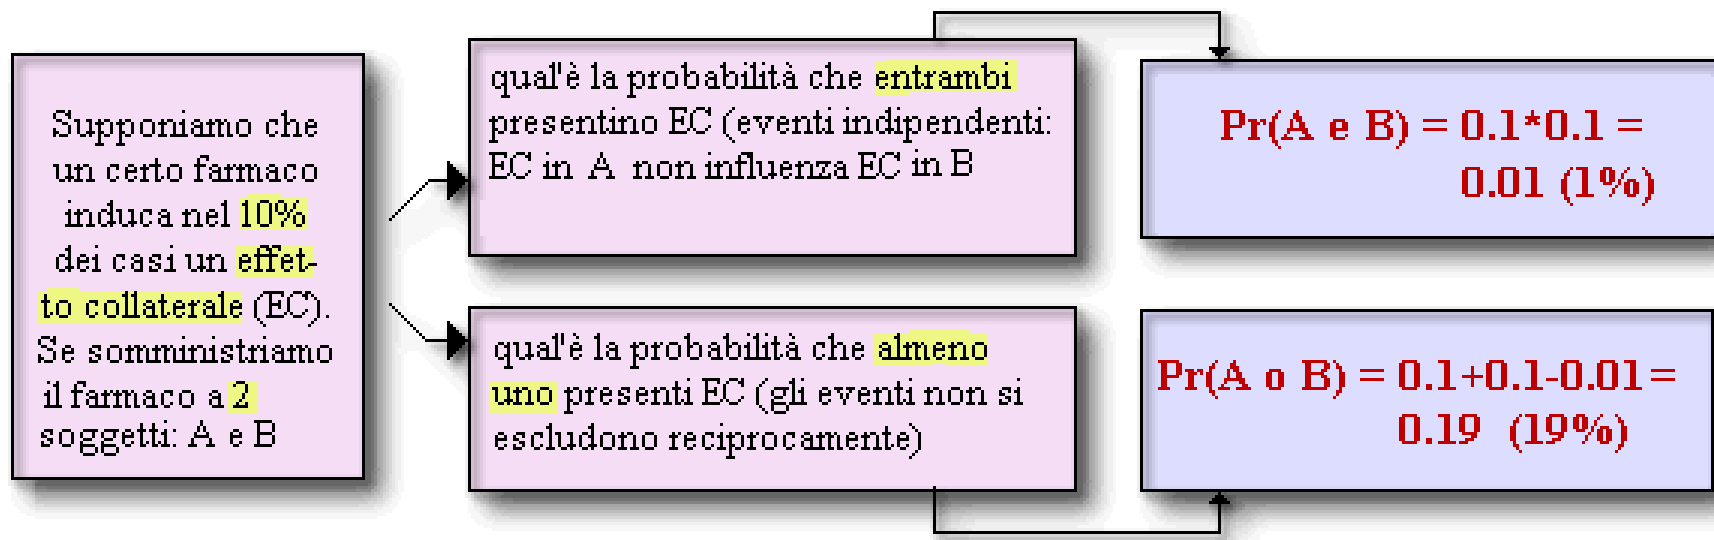 Supponiamo che
un certo farmaco
induca nel 10%
dei casi un effet-
to collaterale (EC).
Se somministriamo
il farmaco a 2
soggetti: A e B
qual'è la probabilità che entrambi
presentino EC (eventi indipendenti:
EC in A non influenza EC in B
Pr(A e B) = 0.1*0.1 =
0.01 (1%)
qual'è la probabilità che almeno
uno presenti EC (gli eventi non si
escludono reciprocamente)
Pr(A o B) = 0.1+0.1-0.01=
0.19 (19%)